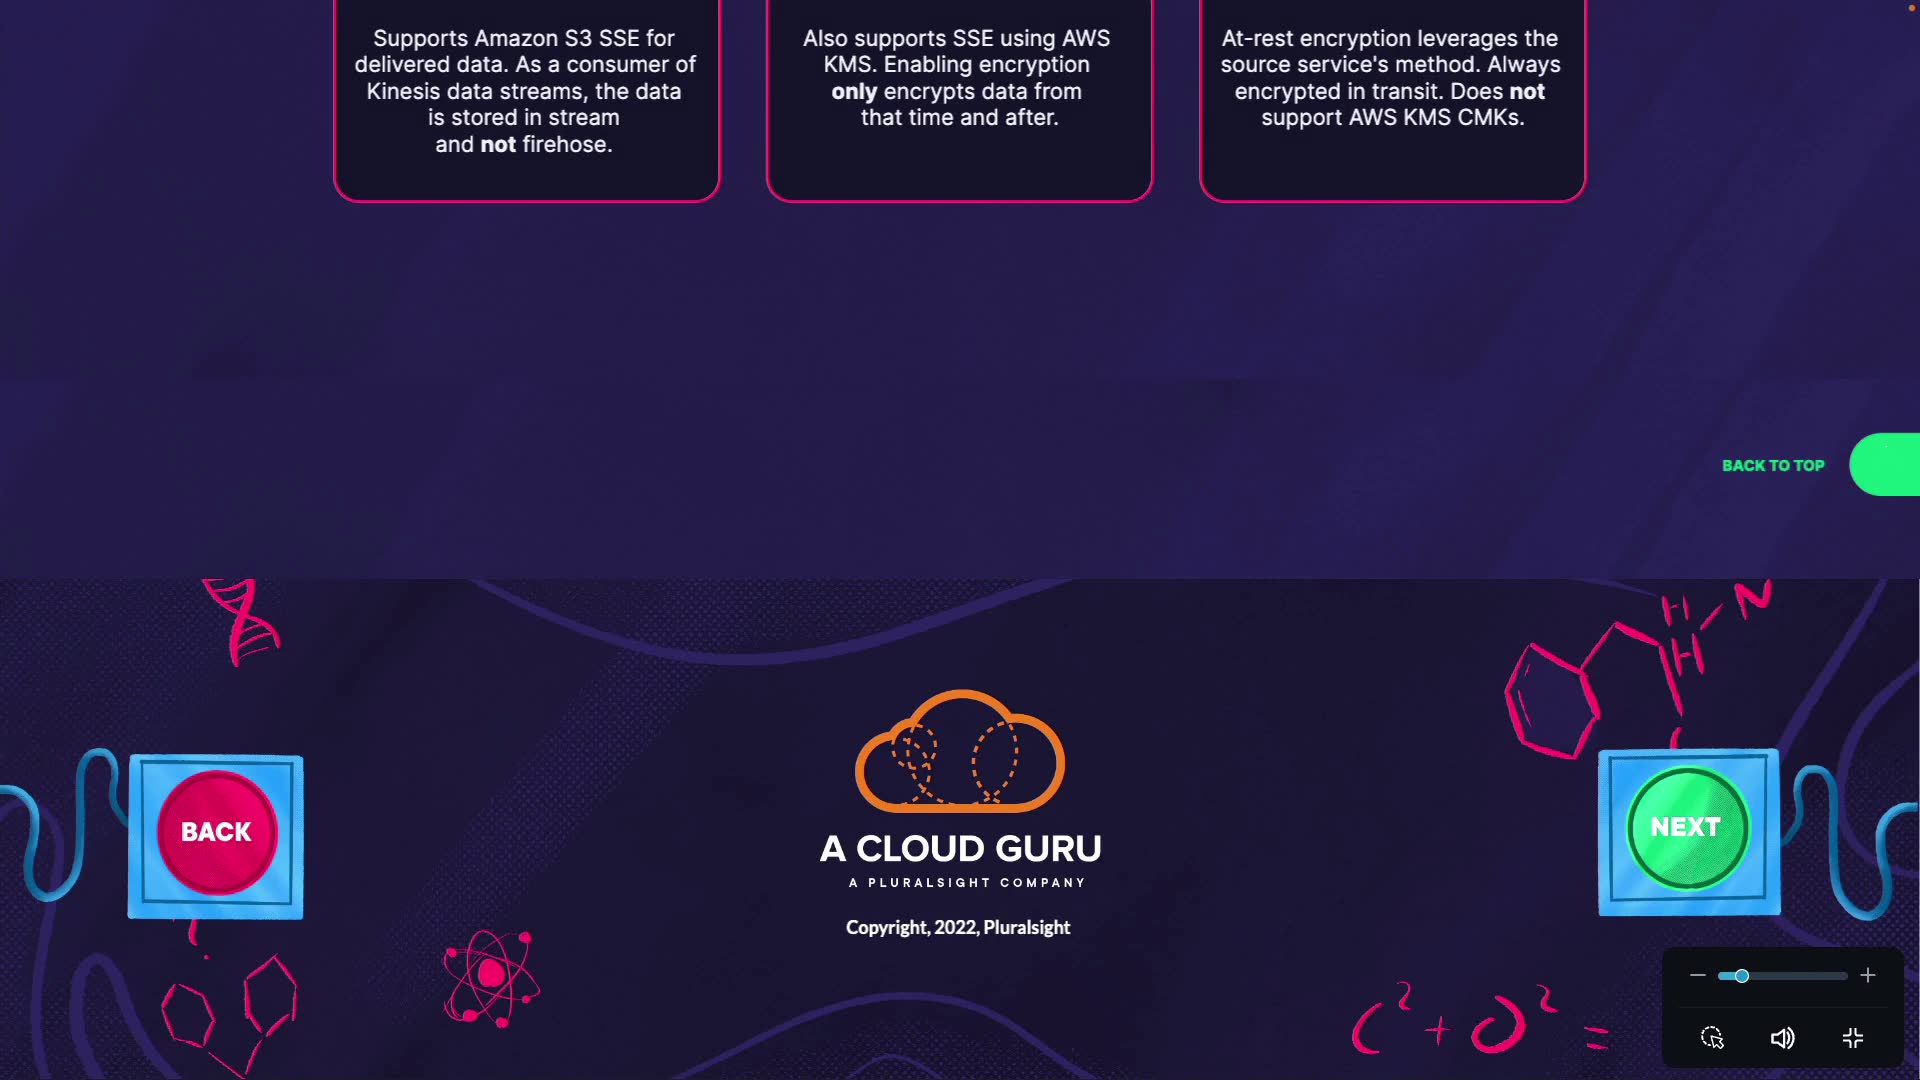 Supports Amazon S3 SSE for
delivered data. As a consumer of
Kinesis data streams, the data
is stored in stream
and not firehose.
Also supports SSE using AWS
KMS. Enabling encryption
only encrypts data from
that time and after.
At-rest encryption leverages the
source service's method. Always
encrypted in transit. Does not
support AWS KMS CMKs.
BACK TO TOP
H
N
H
BACK
NEXT
A CLOUD GURU
A PLURALSIGHT COMPANY
Copyright, 2022, Pluralsight
C² + O² =